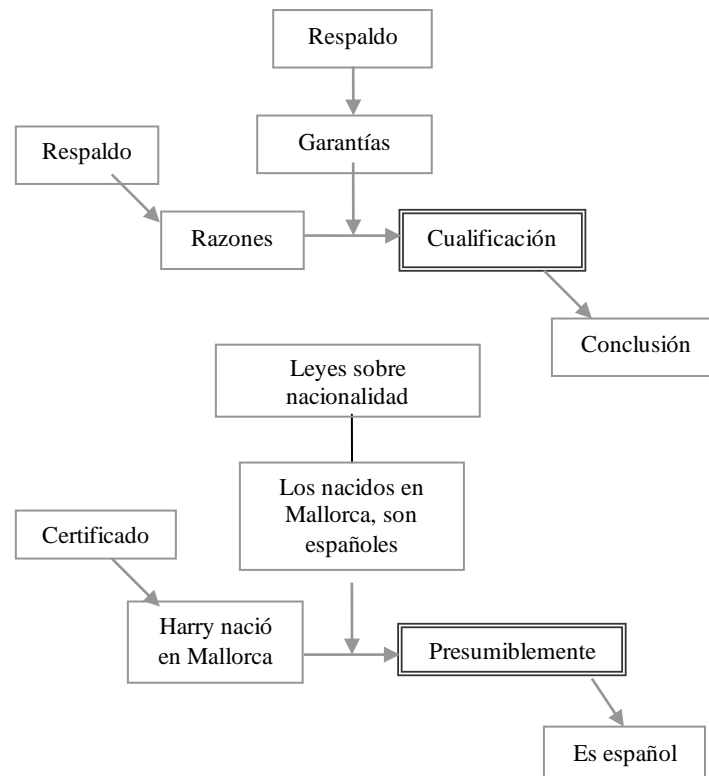 Respaldo
Garantías
Respaldo
Razones
Cualificación
Conclusión
Leyes sobre
nacionalidad
Los nacidos en
Mallorca, son
españoles
Certificado
Harry nació
en Mallorca
Presumiblemente
Es español